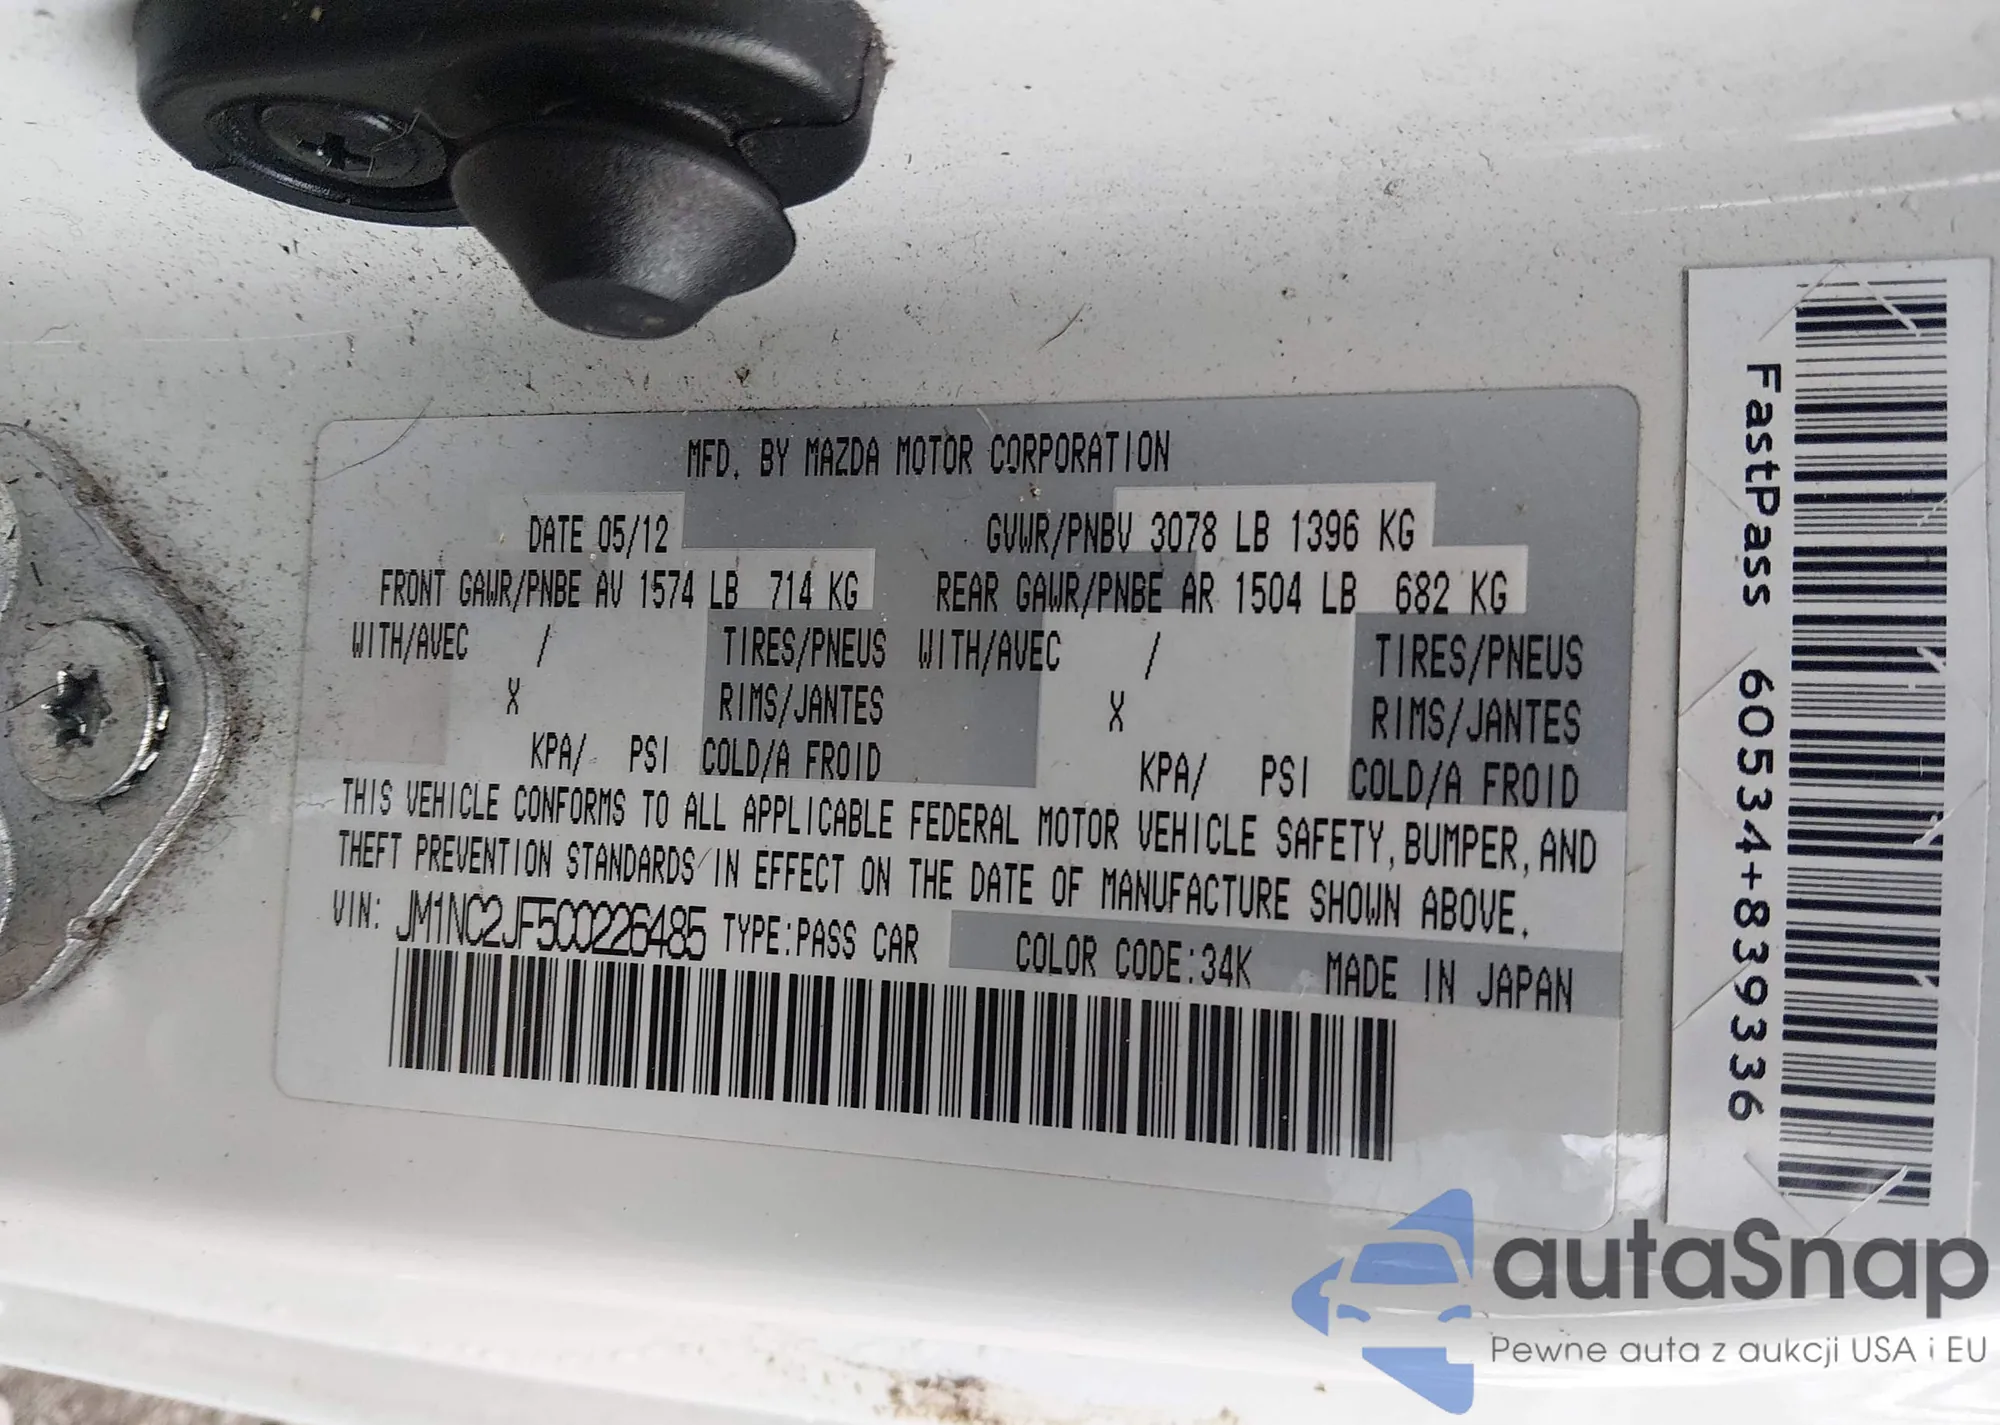 MFD. BY MAZDA MOTOR CORPORATION
DATE 05/12 GVWR/PNBV 3078 LB 1396 KG
FRONT GAWR/PNBE AV 1574 LB 714 KG REAR GAWR/PNBE AR 1504 LB 682 KG
WITH/AVEC / TIRES/PNEUS WITH/AVEC / TIRES/PNEUS
X RIMS/JANTES X RIMS/JANTES
KPA/ PSI COLD/A FROID KPA/ PSI COLD/A FROID
THIS VEHICLE CONFORMS TO ALL APPLICABLE FEDERAL MOTOR VEHICLE SAFETY, BUMPER, AND
THEFT PREVENTION STANDARDS IN EFFECT ON THE DATE OF MANUFACTURE SHOWN ABOVE.
VIN: JM1NC2JF5C0226485 TYPE: PASS CAR COLOR CODE: 34K MADE IN JAPAN
FastPass 60534+839336
autaSnap
Pewne auta z aukcji USA i EU